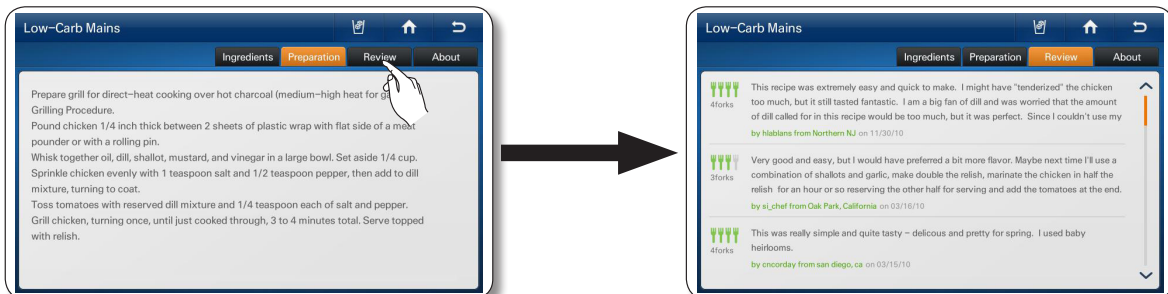 Low-Carb Mains
Ingredients Preparation Review About
Prepare grill for direct-heat cooking over hot charcoal (medium-high heat for ga
Grilling Procedure.
Pound chicken 1/4 inch thick between 2 sheets of plastic wrap with flat side of a meat
pounder or with a rolling pin.
Whisk together oil, dill, shallot, mustard, and vinegar in a large bowl. Set aside 1/4 cup.
Sprinkle chicken evenly with 1 teaspoon salt and 1/2 teaspoon pepper, then add to dill
mixture, turning to coat.
Toss tomatoes with reserved dill mixture and 1/4 teaspoon each of salt and pepper.
Grill chicken, turning once, until just cooked through, 3 to 4 minutes total. Serve topped
with relish.
Low-Carb Mains
Ingredients Preparation Review About
4forks
This recipe was extremely easy and quick to make. I might have "tenderized" the chicken
too much, but it still tasted fantastic. I am a big fan of dill and was worried that the amount
of dill called for in this recipe would be too much, but it was perfect. Since I couldn't use my
by hlablans from Northern NJ on 11/30/10
3forks
Very good and easy, but I would have preferred a bit more flavor. Maybe next time I'll use a
combination of shallots and garlic, make double the relish, marinate the chicken in half the
relish for an hour or so reserving the other half for serving and add the tomatoes at the end.
by si_chef from Oak Park, California on 03/16/10
4forks
This was really simple and quite tasty - delicous and pretty for spring. I used baby
heirlooms.
by cncorday from san diego, ca on 03/15/10